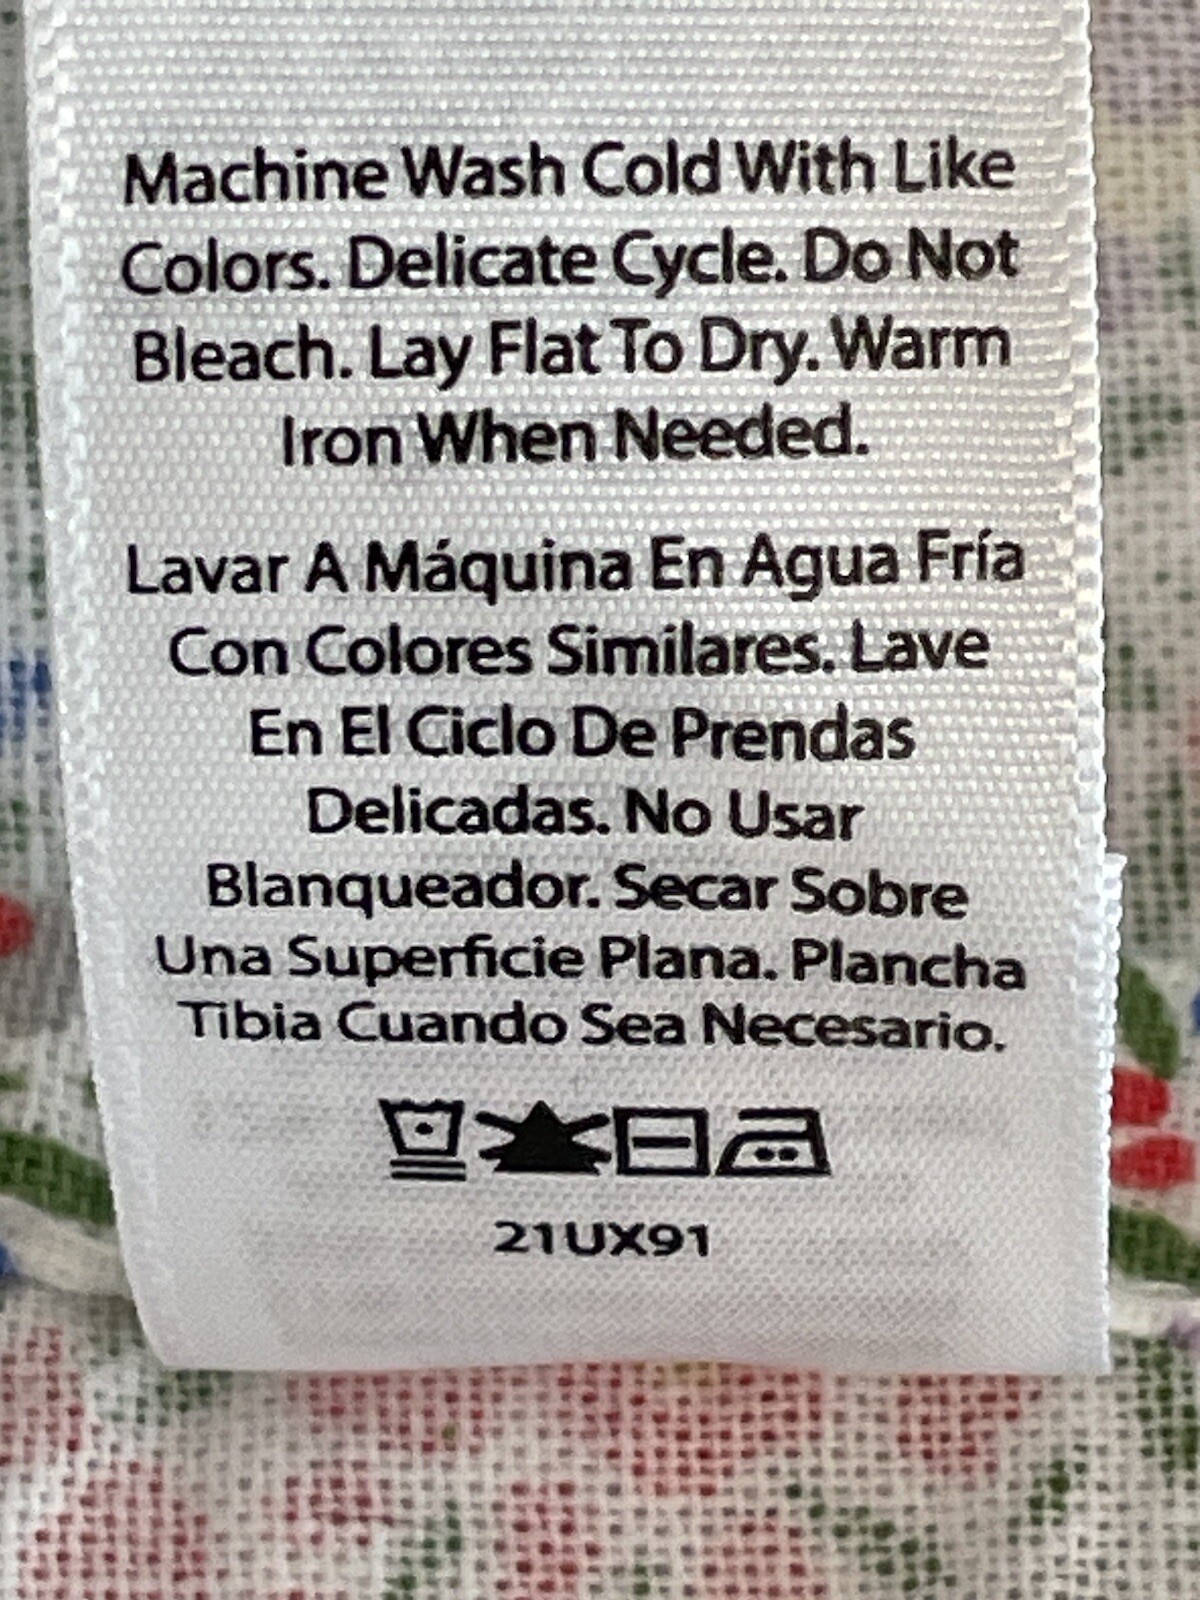 Machine Wash Cold With Like
Colors. Delicate Cycle. Do Not
Bleach. Lay Flat To Dry. Warm
Iron When Needed.
Lavar A Máquina En Agua Fría
Con Colores Similares. Lave
En El Ciclo De Prendas
Delicadas. No Usar
Blanqueador. Secar Sobre
Una Superficie Plana. Plancha
Tibia Cuando Sea Necesario.
21UX91